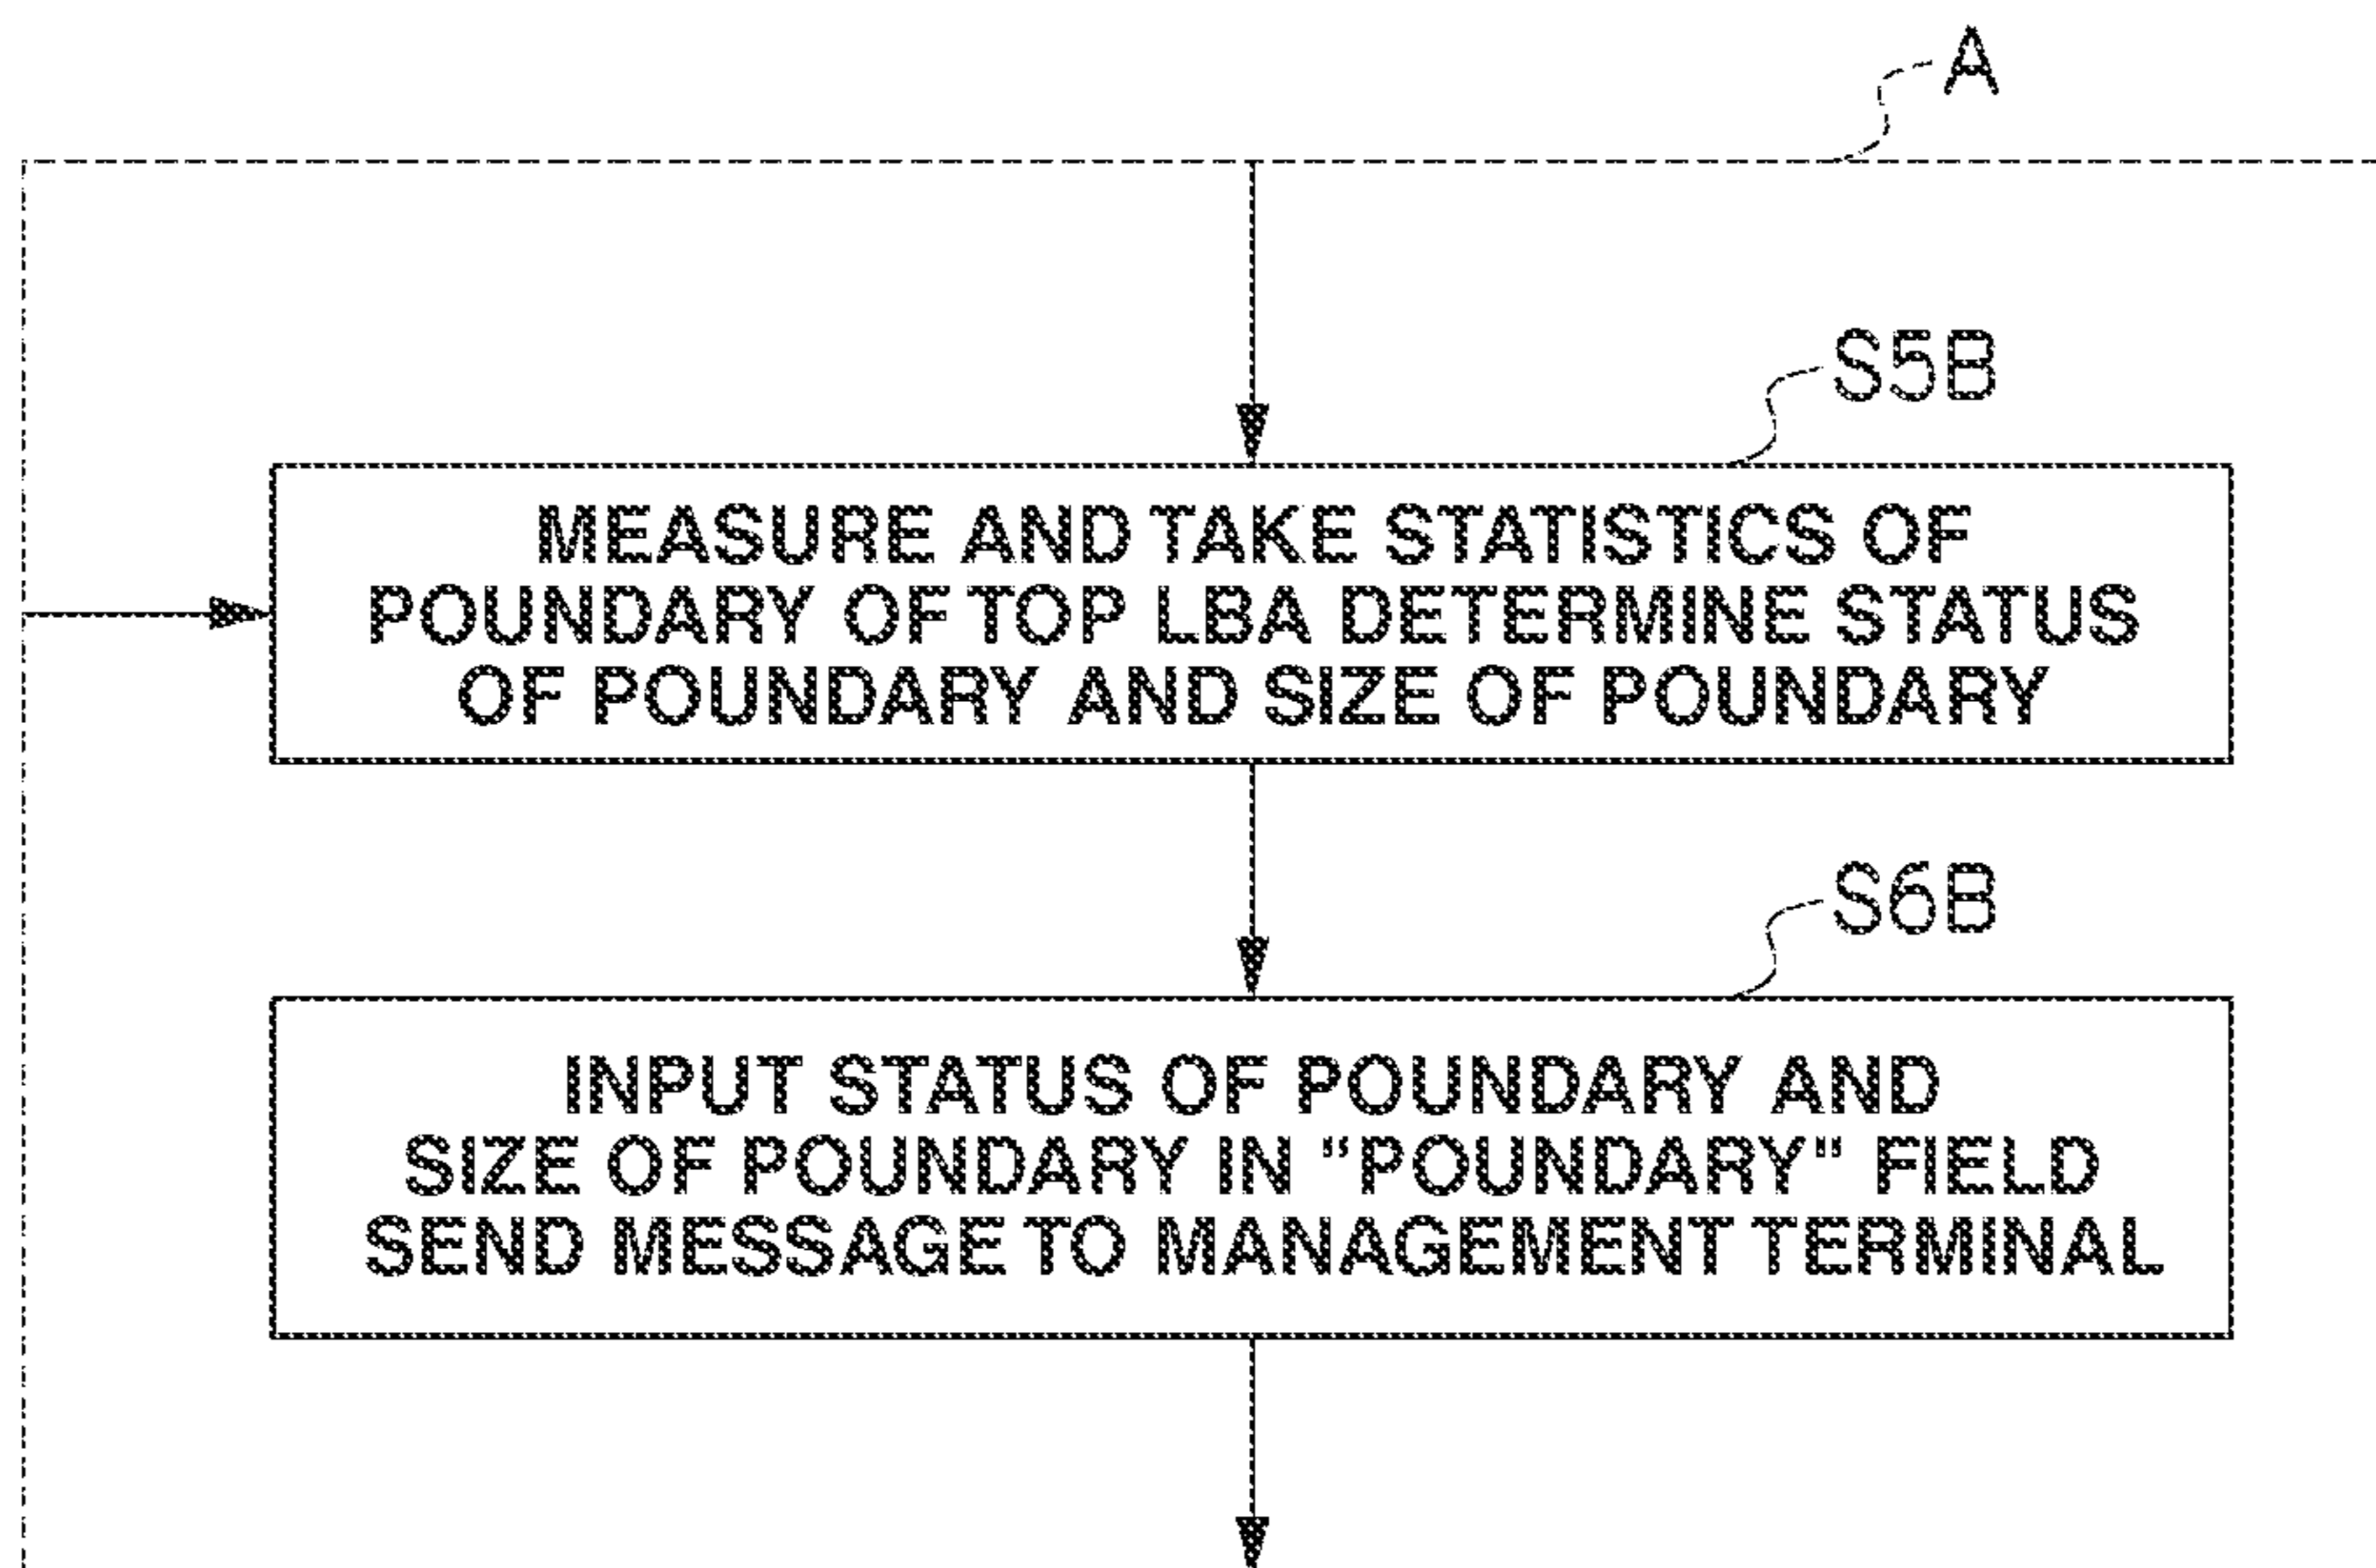 A
S5B
MEASURE AND TAKE STATISTICS OF
POUNDARY OF TOP LBA DETERMINE STATUS
OF POUNDARY AND SIZE OF POUNDARY
S6B
INPUT STATUS OF POUNDARY AND
SIZE OF POUNDARY IN "POUNDARY" FIELD
SEND MESSAGE TO MANAGEMENT TERMINAL